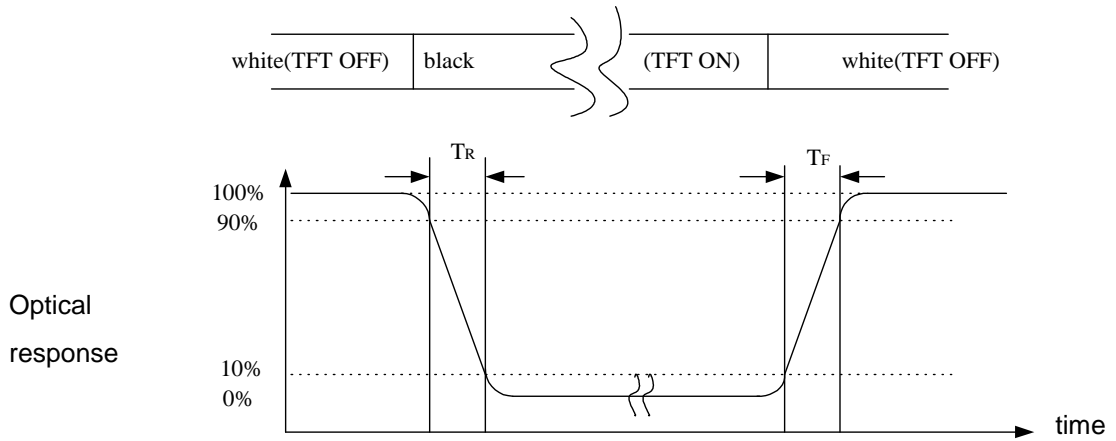 white(TFT OFF) black (TFT ON) white(TFT OFF)
TR TF
100%
90%
Optical
response
10%
0%
time